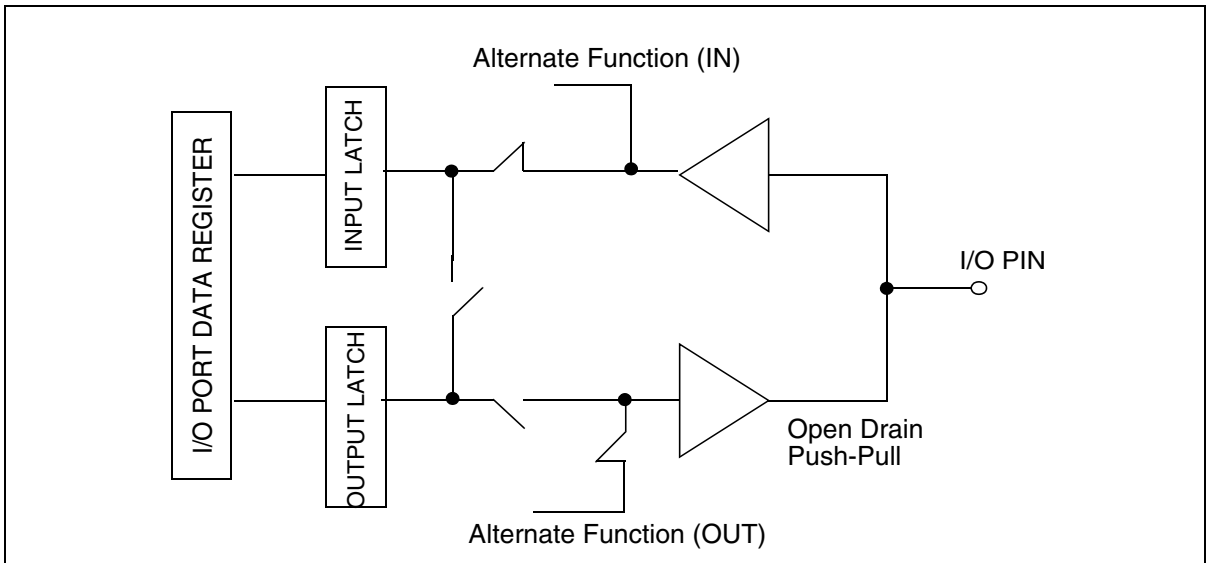 Alternate Function (IN)
I/O PORT DATA REGISTER
INPUT LATCH
I/O PIN
OUTPUT LATCH
Open Drain
Push-Pull
Alternate Function (OUT)